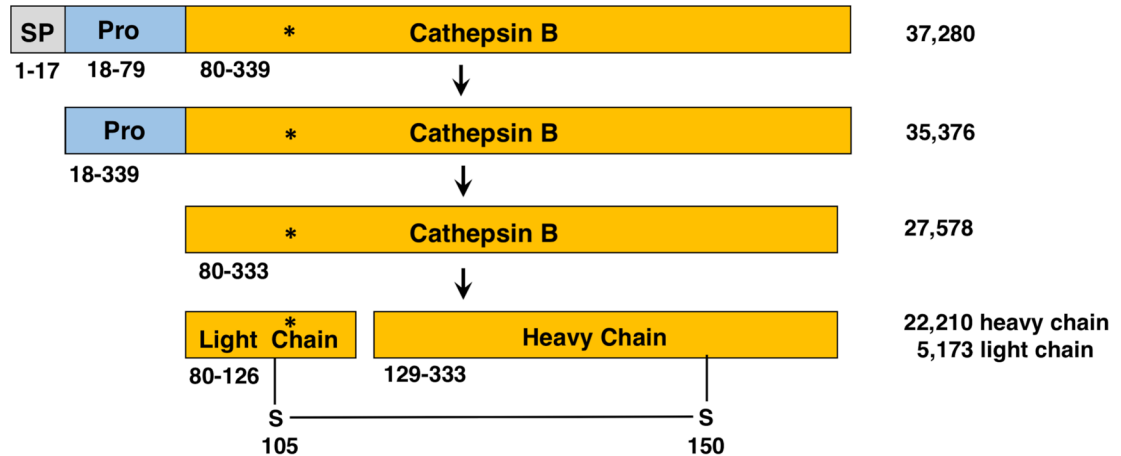 SP Pro * Cathepsin B 37,280
1-17 18-79 80-339
Pro * Cathepsin B 35,376
18-339
* Cathepsin B 27,578
80-333
*
Light Chain Heavy Chain 22,210 heavy chain
5,173 light chain
80-126 129-333
S S
105 150